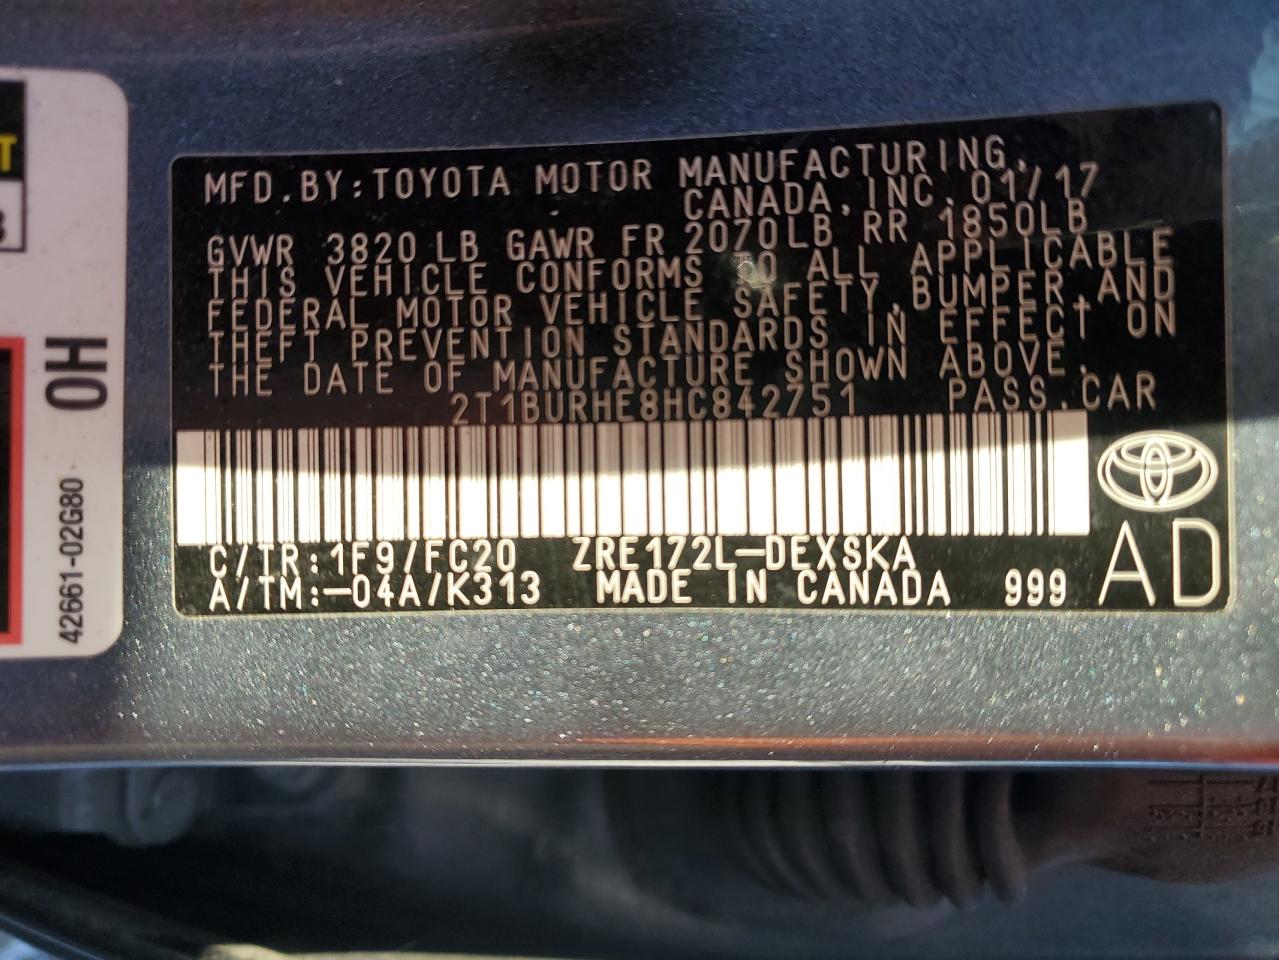 T
3
OH
42661-02G80
MFD.BY:TOYOTA MOTOR MANUFACTURING,
CANADA,INC.01/17
GVWR 3820 LB GAWR FR 2070LB RR 1850LB
THIS VEHICLE CONFORMS TO ALL APPLICABLE
FEDERAL MOTOR VEHICLE SAFETY,BUMPER,AND
THEFT PREVENTION STANDARDS IN EFFECT ON
THE DATE OF MANUFACTURE SHOWN ABOVE.
2T1BURHE8HC842751 PASS.CAR
C/TR:1F9/FC20 ZRE172L-DEXSKA
A/TM:-04A/K313 MADE IN CANADA 999
AD